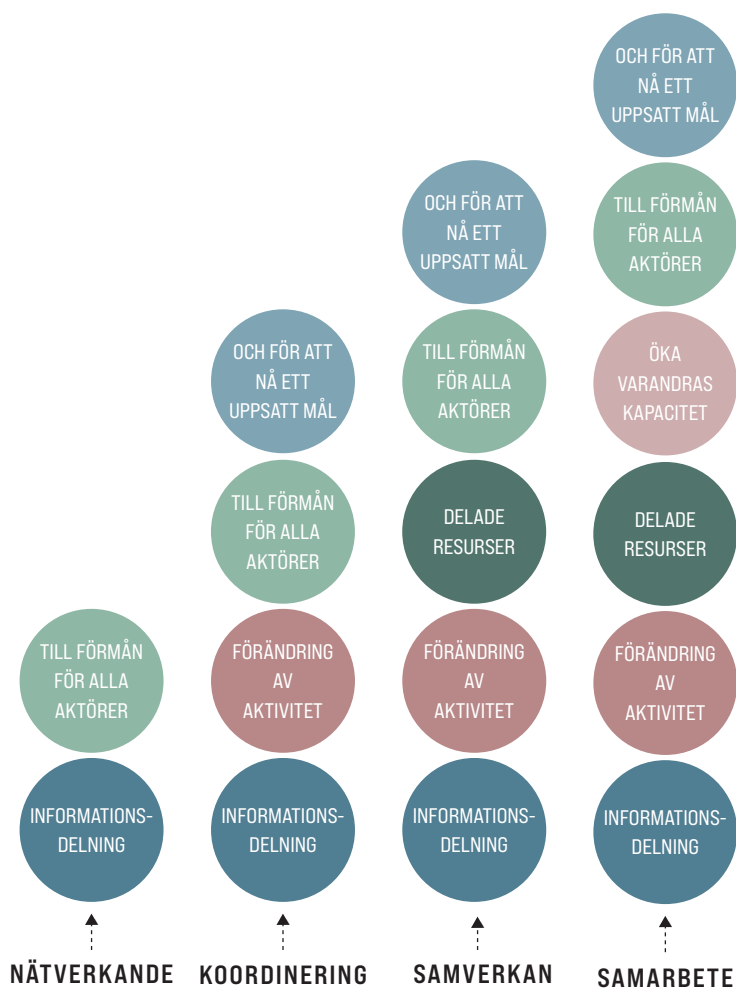 OCH FÖR ATT
NÅ ETT
UPPSATT MÅL
OCH FÖR ATT
NÅ ETT
UPPSATT MÅL
TILL FÖRMÅN
FÖR ALLA
AKTÖRER
OCH FÖR ATT
NÅ ETT
UPPSATT MÅL
TILL FÖRMÅN
FÖR ALLA
AKTÖRER
ÖKA
VARANDRAS
KAPACITET
TILL FÖRMÅN
FÖR ALLA
AKTÖRER
DELADE
RESURSER
DELADE
RESURSER
TILL FÖRMÅN
FÖR ALLA
AKTÖRER
FÖRÄNDRING
AV
AKTIVITET
FÖRÄNDRING
AV
AKTIVITET
FÖRÄNDRING
AV
AKTIVITET
INFORMATIONS-
DELNING
INFORMATIONS-
DELNING
INFORMATIONS-
DELNING
INFORMATIONS-
DELNING
NÄTVERKANDE
KOORDINERING
SAMVERKAN
SAMARBETE